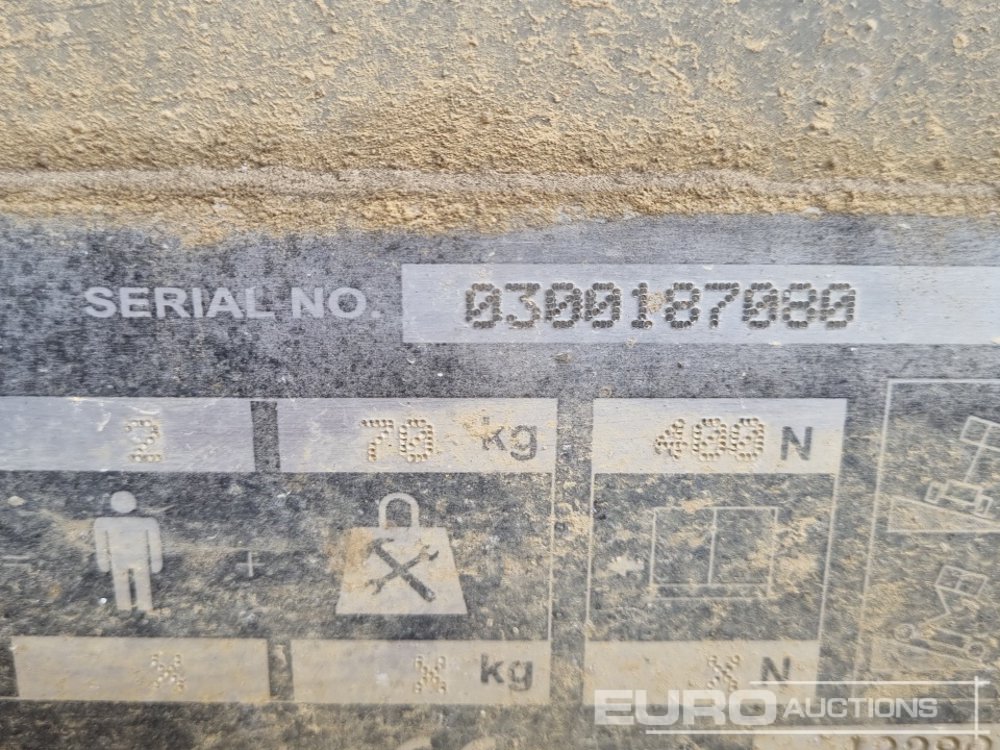 SERIAL NO. 0300187080
2 70 kg 400 N
- +
X X kg X N
EURO AUCTIONS